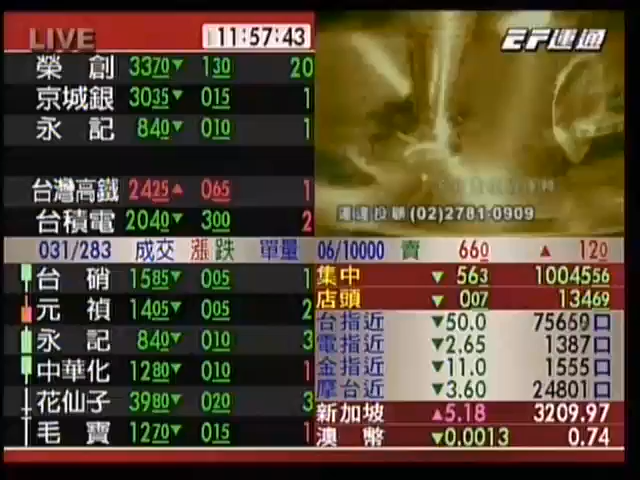 LIVE 11:57:43
榮創 3370▼ 130 20
京城銀 3035▼ 015 1
永記 840▼ 010 1
台灣高鐵 2425▲ 065 1
台積電 2040▼ 300 2
EF運通
運達投顧(02)2781-0909
031/283 成交 漲跌 單量
台硝 1585▼ 005 1
元禎 1405▼ 005 2
永記 840▼ 010 3
中華化 1280▼ 010 1
花仙子 3980▼ 020 3
毛寶 1270▼ 015 1
06/10000 賣 660 ▲ 120
集中 ▼ 563 1004556
店頭 ▼ 007 13469
台指近 ▼50.0 75659口
電指近 ▼2.65 1387口
金指近 ▼11.0 1555口
摩台近 ▼3.60 24801口
新加坡 ▲5.18 3209.97
澳幣 ▼0.0013 0.74